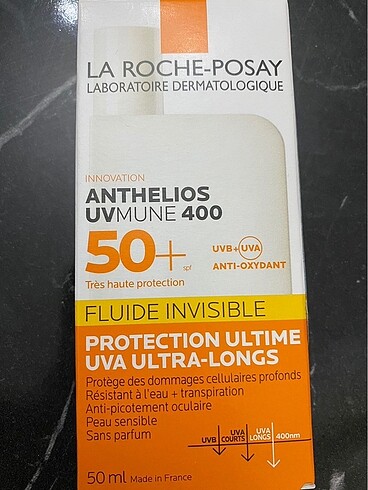 LA ROCHE-POSAY
LABORATOIRE DERMATOLOGIQUE
INNOVATION
ANTHELIOS
UVMUNE 400
50+ spf
UVB+UVA
ANTI-OXYDANT
Très haute protection
FLUIDE INVISIBLE
PROTECTION ULTIME
UVA ULTRA-LONGS
Protège des dommages cellulaires profonds
Résistant à l'eau + transpiration
Anti-picotement oculaire
Peau sensible
Sans parfum
UVB
UVA COURTS
UVA LONGS
400nm
50 ml Made in France